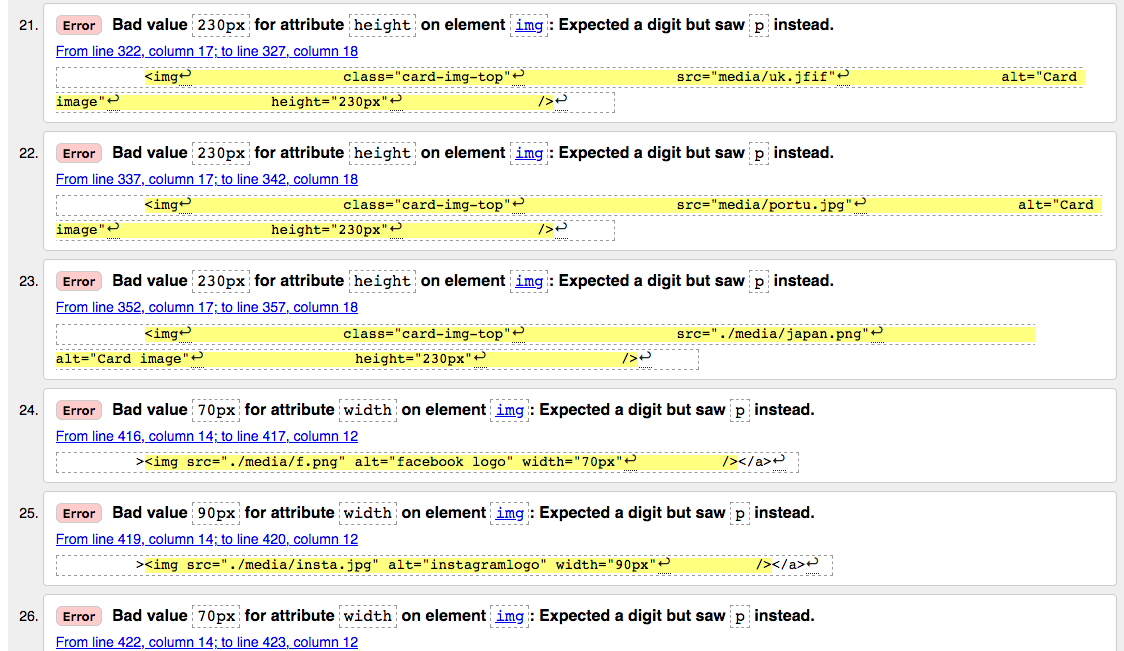 21. Error Bad value 230px for attribute height on element img: Expected a digit but saw p instead.
From line 322, column 17; to line 327, column 18
<img↩ class="card-img-top"↩ src="media/uk.jfif"↩ alt="Card
image"↩ height="230px"↩ />↩
22. Error Bad value 230px for attribute height on element img: Expected a digit but saw p instead.
From line 337, column 17; to line 342, column 18
<img↩ class="card-img-top"↩ src="media/portu.jpg"↩ alt="Card
image"↩ height="230px"↩ />↩
23. Error Bad value 230px for attribute height on element img: Expected a digit but saw p instead.
From line 352, column 17; to line 357, column 18
<img↩ class="card-img-top"↩ src="./media/japan.png"↩
alt="Card image"↩ height="230px"↩ />↩
24. Error Bad value 70px for attribute width on element img: Expected a digit but saw p instead.
From line 416, column 14; to line 417, column 12
><img src="./media/f.png" alt="facebook logo" width="70px"↩ /></a>↩
25. Error Bad value 90px for attribute width on element img: Expected a digit but saw p instead.
From line 419, column 14; to line 420, column 12
><img src="./media/insta.jpg" alt="instagramlogo" width="90px"↩ /></a>↩
26. Error Bad value 70px for attribute width on element img: Expected a digit but saw p instead.
From line 422, column 14; to line 423, column 12